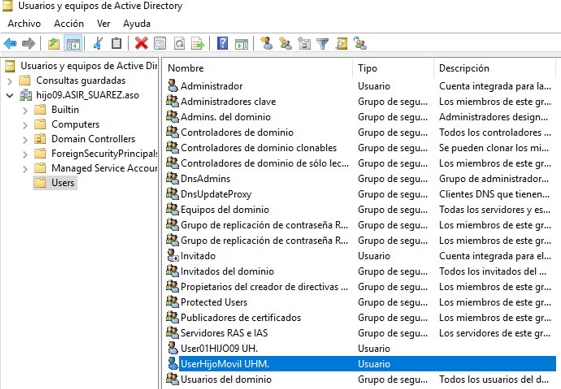 Usuarios y equipos de Active Directory
Archivo Acción Ver Ayuda
Usuarios y equipos de Active Dir
Consultas guardadas
hijo09.ASIR_SUAREZ.aso
Builtin
Computers
Domain Controllers
ForeignSecurityPrincipals
Managed Service Accoun
Users
Nombre Tipo Descripción
Administrador Usuario Cuenta integrada para la...
Administradores clave Grupo de segu... Los miembros de este gr...
Admins. del dominio Grupo de segu... Administradores design...
Controladores de dominio Grupo de segu... Todos los controladores ...
Controladores de dominio clonables Grupo de segu... Se pueden clonar los mi...
Controladores de dominio de sólo lec... Grupo de segu... Los miembros de este gr...
DnsAdmins Grupo de segu... Grupo de administrador...
DnsUpdateProxy Grupo de segu... Clientes DNS que tienen...
Equipos del dominio Grupo de segu... Todas los servidores y es...
Grupo de replicación de contraseña R... Grupo de segu... Los miembros de este gr...
Grupo de replicación de contraseña R... Grupo de segu... Los miembros de este gr...
Invitado Usuario Cuenta integrada para el...
Invitados del dominio Grupo de segu... Todos los invitados del ...
Propietarios del creador de directivas ... Grupo de segu... Los miembros de este gr...
Protected Users Grupo de segu... Los miembros de este gr...
Publicadores de certificados Grupo de segu... Los miembros de este gr...
Servidores RAS e IAS Grupo de segu... Los servidores de este gr...
User01HIJO09 UH. Usuario
UserHijoMovil UHM. Usuario
Usuarios del dominio Grupo de segu... Todos los usuarios del d...